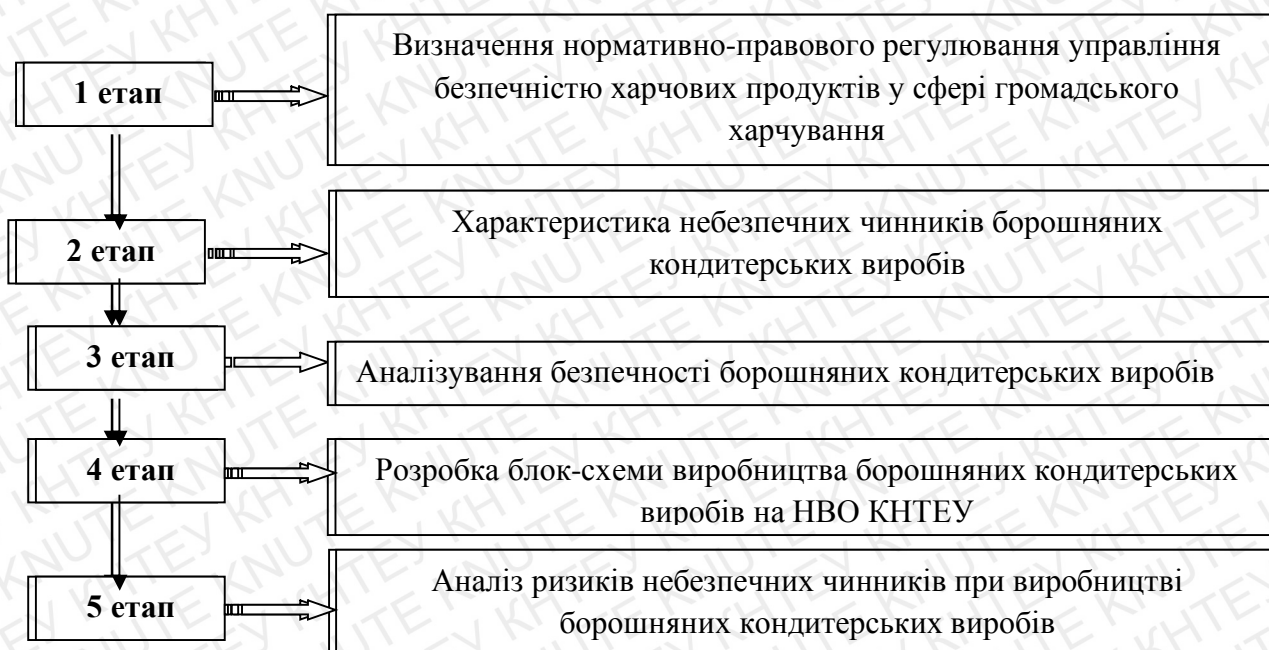 1 етап
Визначення нормативно-правового регулювання управління
безпечністю харчових продуктів у сфері громадського
харчування
2 етап
Характеристика небезпечних чинників борошняних
кондитерських виробів
3 етап
Аналізування безпечності борошняних кондитерських виробів
4 етап
Розробка блок-схеми виробництва борошняних кондитерських
виробів на НВО КНТЕУ
5 етап
Аналіз ризиків небезпечних чинників при виробництві
борошняних кондитерських виробів